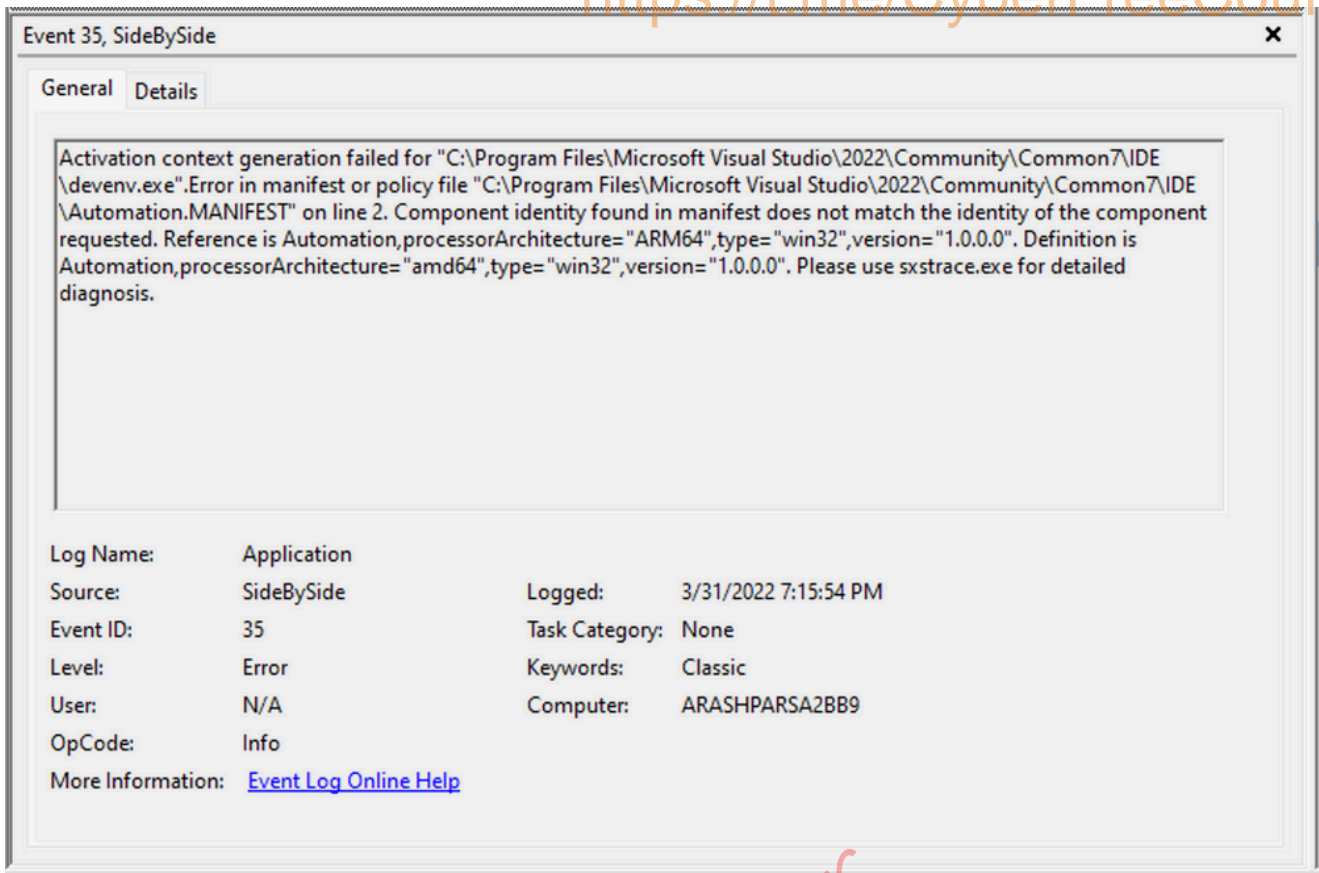 Event 35, SideBySide
General Details
Activation context generation failed for "C:\Program Files\Microsoft Visual Studio\2022\Community\Common7\IDE
\devenv.exe".Error in manifest or policy file "C:\Program Files\Microsoft Visual Studio\2022\Community\Common7\IDE
\Automation.MANIFEST" on line 2. Component identity found in manifest does not match the identity of the component
requested. Reference is Automation,processorArchitecture="ARM64",type="win32",version="1.0.0.0". Definition is
Automation,processorArchitecture="amd64",type="win32",version="1.0.0.0". Please use sxstrace.exe for detailed
diagnosis.
Log Name: Application
Source: SideBySide Logged: 3/31/2022 7:15:54 PM
Event ID: 35 Task Category: None
Level: Error Keywords: Classic
User: N/A Computer: ARASHPARSA2BB9
OpCode: Info
More Information: Event Log Online Help